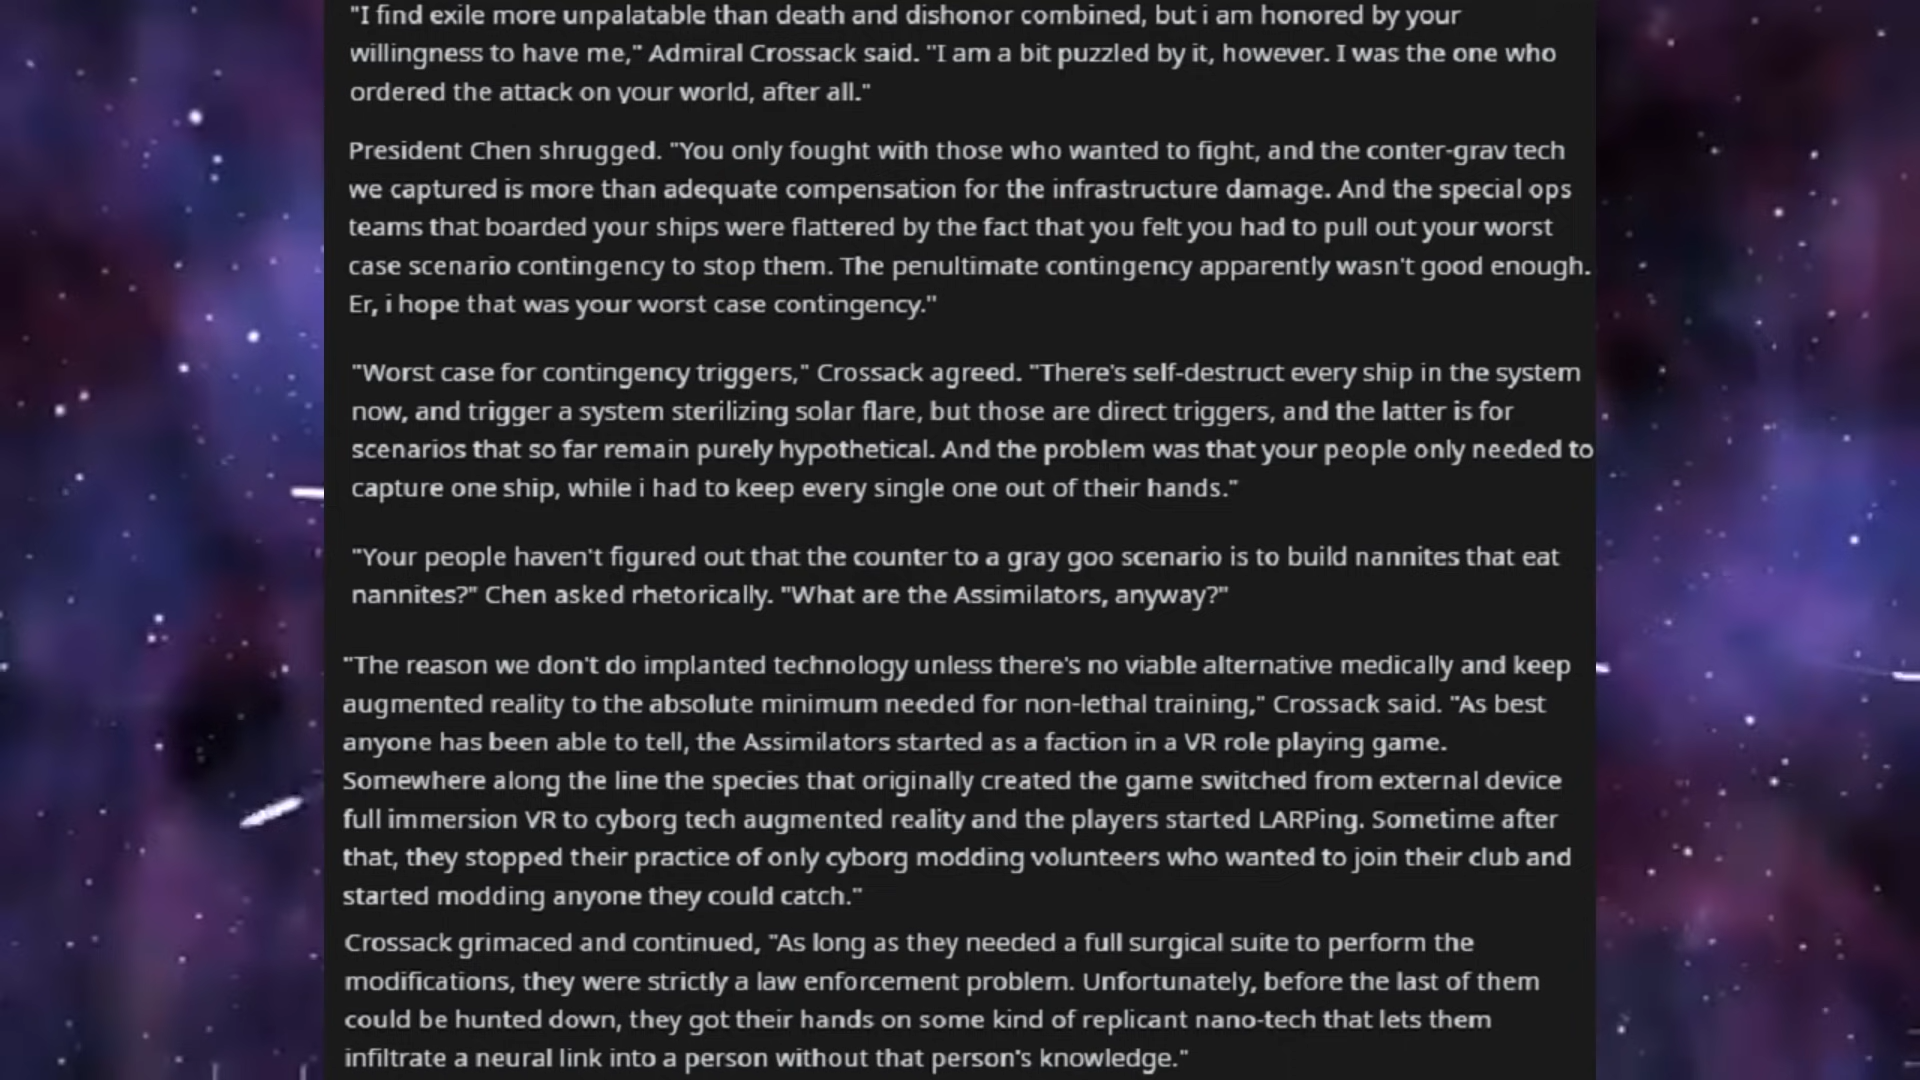 "I find exile more unpalatable than death and dishonor combined, but i am honored by your
willingness to have me," Admiral Crossack said. "I am a bit puzzled by it, however. I was the one who
ordered the attack on your world, after all."
President Chen shrugged. "You only fought with those who wanted to fight, and the conter-grav tech
we captured is more than adequate compensation for the infrastructure damage. And the special ops
teams that boarded your ships were flattered by the fact that you felt you had to pull out your worst
case scenario contingency to stop them. The penultimate contingency apparently wasn't good enough.
Er, i hope that was your worst case contingency."
"Worst case for contingency triggers," Crossack agreed. "There's self-destruct every ship in the system
now, and trigger a system sterilizing solar flare, but those are direct triggers, and the latter is for
scenarios that so far remain purely hypothetical. And the problem was that your people only needed to
capture one ship, while i had to keep every single one out of their hands."
"Your people haven't figured out that the counter to a gray goo scenario is to build nannites that eat
nannites?" Chen asked rhetorically. "What are the Assimilators, anyway?"
"The reason we don't do implanted technology unless there's no viable alternative medically and keep
augmented reality to the absolute minimum needed for non-lethal training," Crossack said. "As best
anyone has been able to tell, the Assimilators started as a faction in a VR role playing game.
Somewhere along the line the species that originally created the game switched from external device
full immersion VR to cyborg tech augmented reality and the players started LARPing. Sometime after
that, they stopped their practice of only cyborg modding volunteers who wanted to join their club and
started modding anyone they could catch."
Crossack grimaced and continued, "As long as they needed a full surgical suite to perform the
modifications, they were strictly a law enforcement problem. Unfortunately, before the last of them
could be hunted down, they got their hands on some kind of replicant nano-tech that lets them
infiltrate a neural link into a person without that person's knowledge."